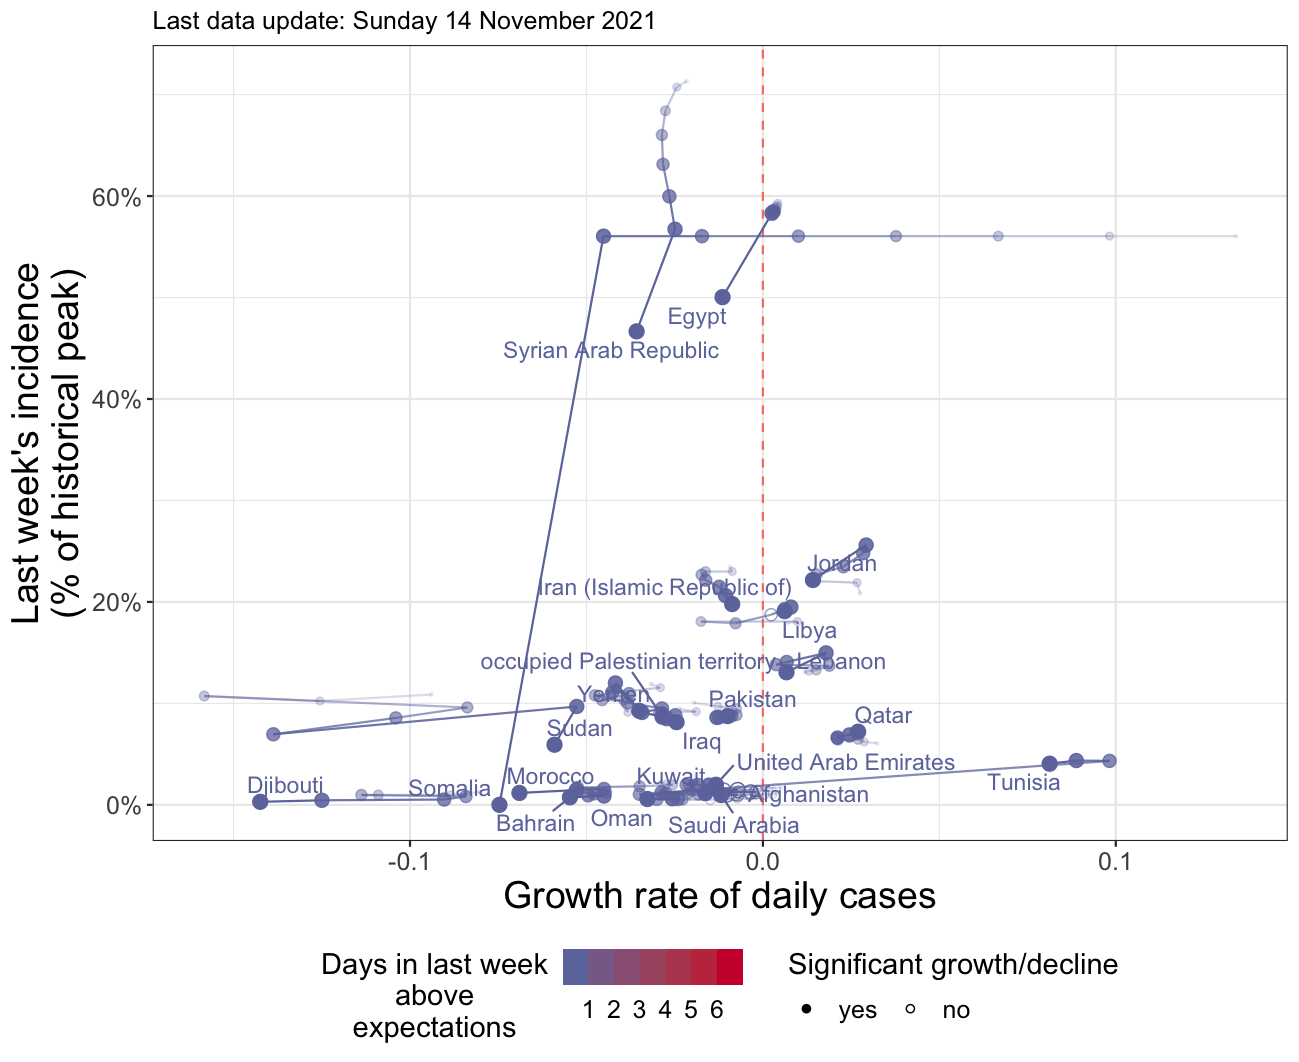 Last data update: Sunday 14 November 2021
Last week's incidence
(% of historical peak)
60%
40%
20%
0%
Egypt
Syrian Arab Republic
Jordan
Iran (Islamic Republic of)
Libya
occupied Palestinian territory
Lebanon
Yemen
Pakistan
Sudan
Qatar
Iraq
United Arab Emirates
Djibouti
Somalia
Morocco
Kuwait
Tunisia
Afghanistan
Bahrain
Oman
Saudi Arabia
-0.1
0.0
0.1
Growth rate of daily cases
Days in last week
above
expectations
1 2 3 4 5 6
Significant growth/decline
yes
no